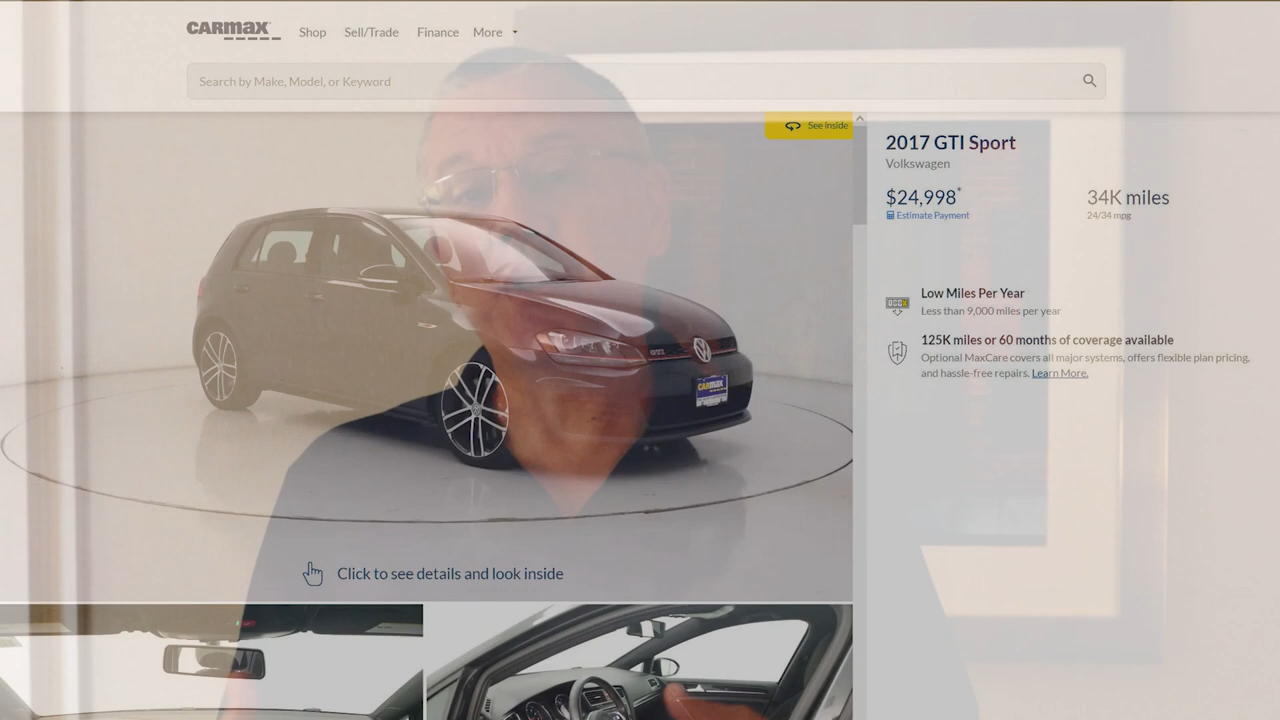 CARMAX
Shop Sell/Trade Finance More
Search by Make, Model, or Keyword
See inside
2017 GTI Sport
Volkswagen
$24,998*
Estimate Payment
34K miles
24/34 mpg
Low Miles Per Year
Less than 9,000 miles per year
125K miles or 60 months of coverage available
Optional MaxCare covers all major systems, offers flexible plan pricing,
and hassle-free repairs. Learn More.
GTI
CARMAX
Click to see details and look inside